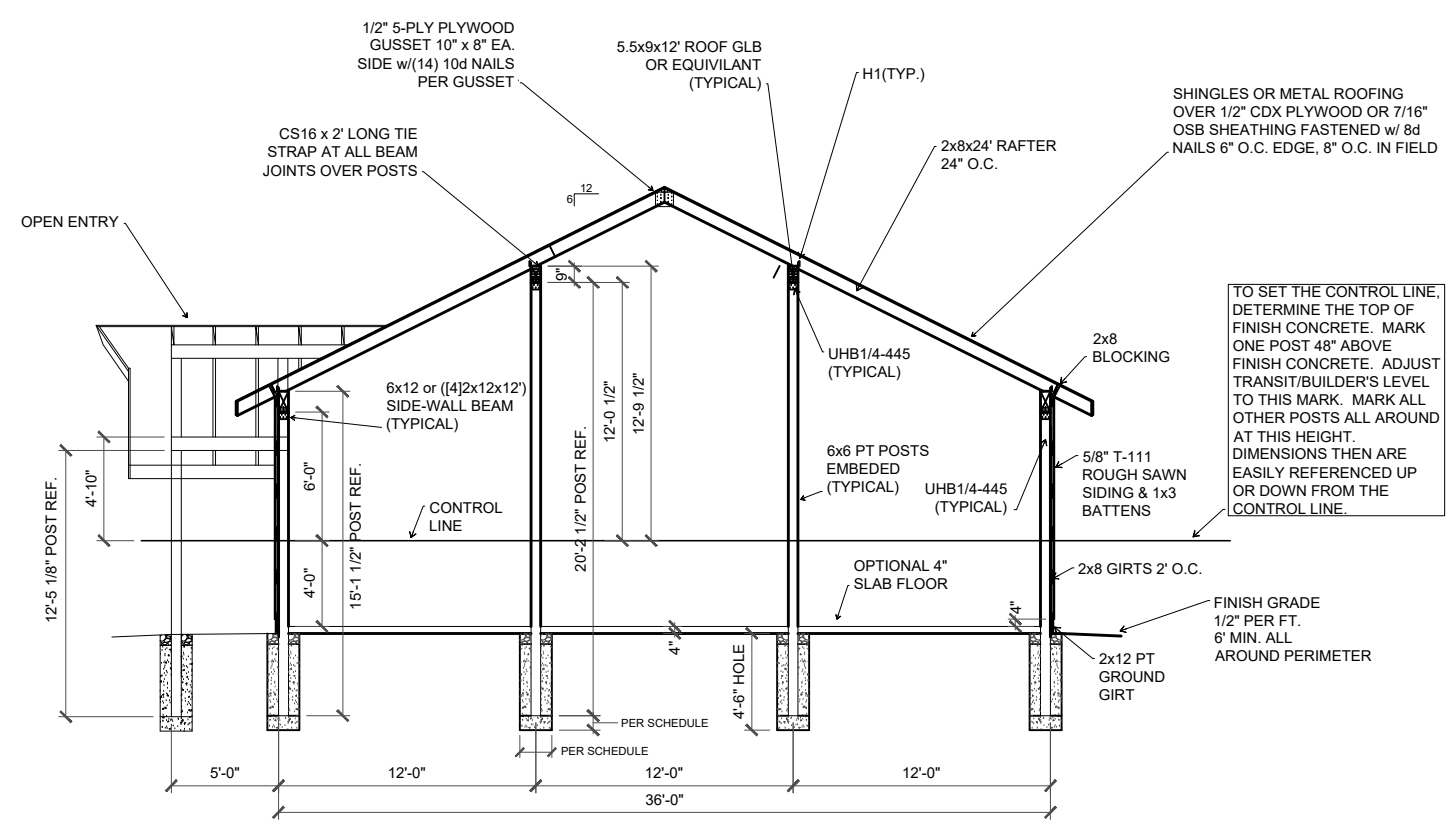 1/2" 5-PLY PLYWOOD
GUSSET 10" x 8" EA.
SIDE w/(14) 10d NAILS
PER GUSSET
5.5x9x12' ROOF GLB
OR EQUIVILANT
(TYPICAL)
H1(TYP.)
SHINGLES OR METAL ROOFING
OVER 1/2" CDX PLYWOOD OR 7/16"
OSB SHEATHING FASTENED w/ 8d
NAILS 6" O.C. EDGE, 8" O.C. IN FIELD
CS16 x 2' LONG TIE
STRAP AT ALL BEAM
JOINTS OVER POSTS
2x8x24' RAFTER
24" O.C.
12
6
OPEN ENTRY
9"
TO SET THE CONTROL LINE,
DETERMINE THE TOP OF
FINISH CONCRETE. MARK
ONE POST 48" ABOVE
FINISH CONCRETE. ADJUST
TRANSIT/BUILDER'S LEVEL
TO THIS MARK. MARK ALL
OTHER POSTS ALL AROUND
AT THIS HEIGHT.
DIMENSIONS THEN ARE
EASILY REFERENCED UP
OR DOWN FROM THE
CONTROL LINE.
2x8
BLOCKING
UHB1/4-445
(TYPICAL)
6x12 or ([4]2x12x12')
SIDE-WALL BEAM
(TYPICAL)
12'-0 1/2"
12'-9 1/2"
6x6 PT POSTS
EMBEDED
(TYPICAL)
5/8" T-111
ROUGH SAWN
SIDING & 1x3
BATTENS
UHB1/4-445
(TYPICAL)
4'-10"
6'-0"
12'-5 1/8" POST REF.
15'-1 1/2" POST REF.
20'-2 1/2" POST REF.
CONTROL
LINE
4'-0"
OPTIONAL 4"
SLAB FLOOR
2x8 GIRTS 2' O.C.
4"
4"
FINISH GRADE
1/2" PER FT.
6' MIN. ALL
AROUND PERIMETER
2x12 PT
GROUND
GIRT
4'-6" HOLE
PER SCHEDULE
PER SCHEDULE
5'-0"
12'-0"
12'-0"
12'-0"
36'-0"